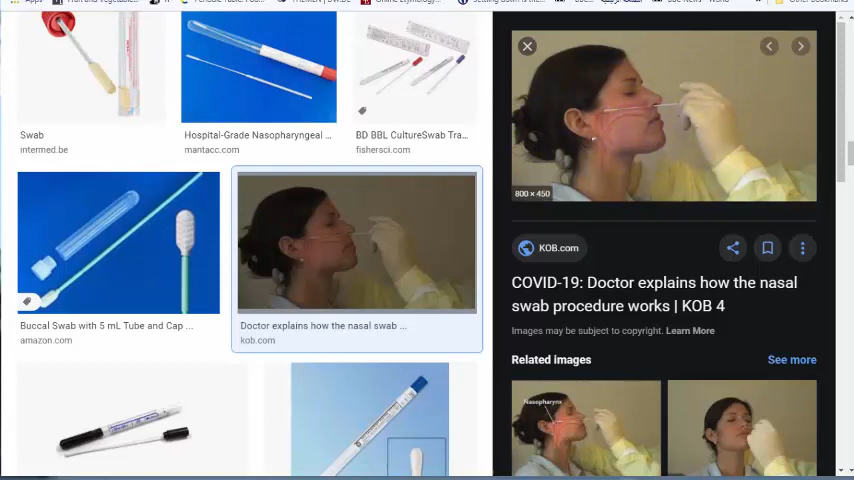 Swab
intermed.be
Hospital-Grade Nasopharyngeal ...
mantacc.com
BD BBL CultureSwab Tra...
fishersci.com
Buccal Swab with 5 mL Tube and Cap ...
amazon.com
Doctor explains how the nasal swab ...
kob.com
800 × 450
KOB.com
COVID-19: Doctor explains how the nasal
swab procedure works | KOB 4
Images may be subject to copyright. Learn More
Related images
See more
Nasopharynx